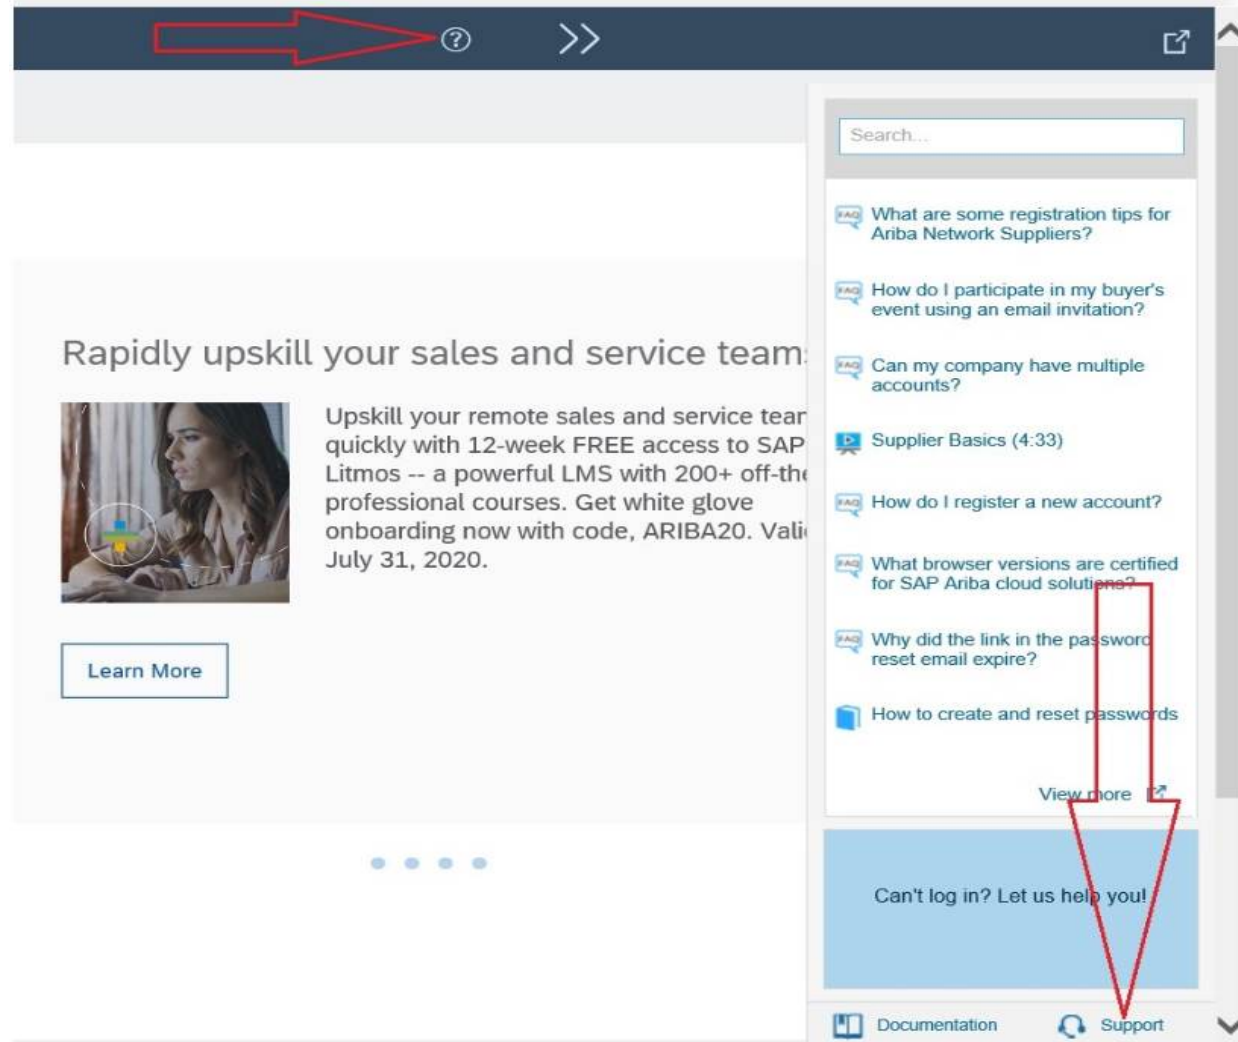 Search...
What are some registration tips for
Ariba Network Suppliers?
How do I participate in my buyer's
event using an email invitation?
Can my company have multiple
accounts?
Supplier Basics (4:33)
How do I register a new account?
What browser versions are certified
for SAP Ariba cloud solutions?
Why did the link in the password
reset email expire?
How to create and reset passwords
View more
Can't log in? Let us help you!
Documentation
Support
Rapidly upskill your sales and service team
Upskill your remote sales and service
quickly with 12-week FREE access to SAP
Litmos -- a powerful LMS with 200+
professional courses. Get white glove
onboarding now with code, ARIBA20.
July 31, 2020.
Learn More